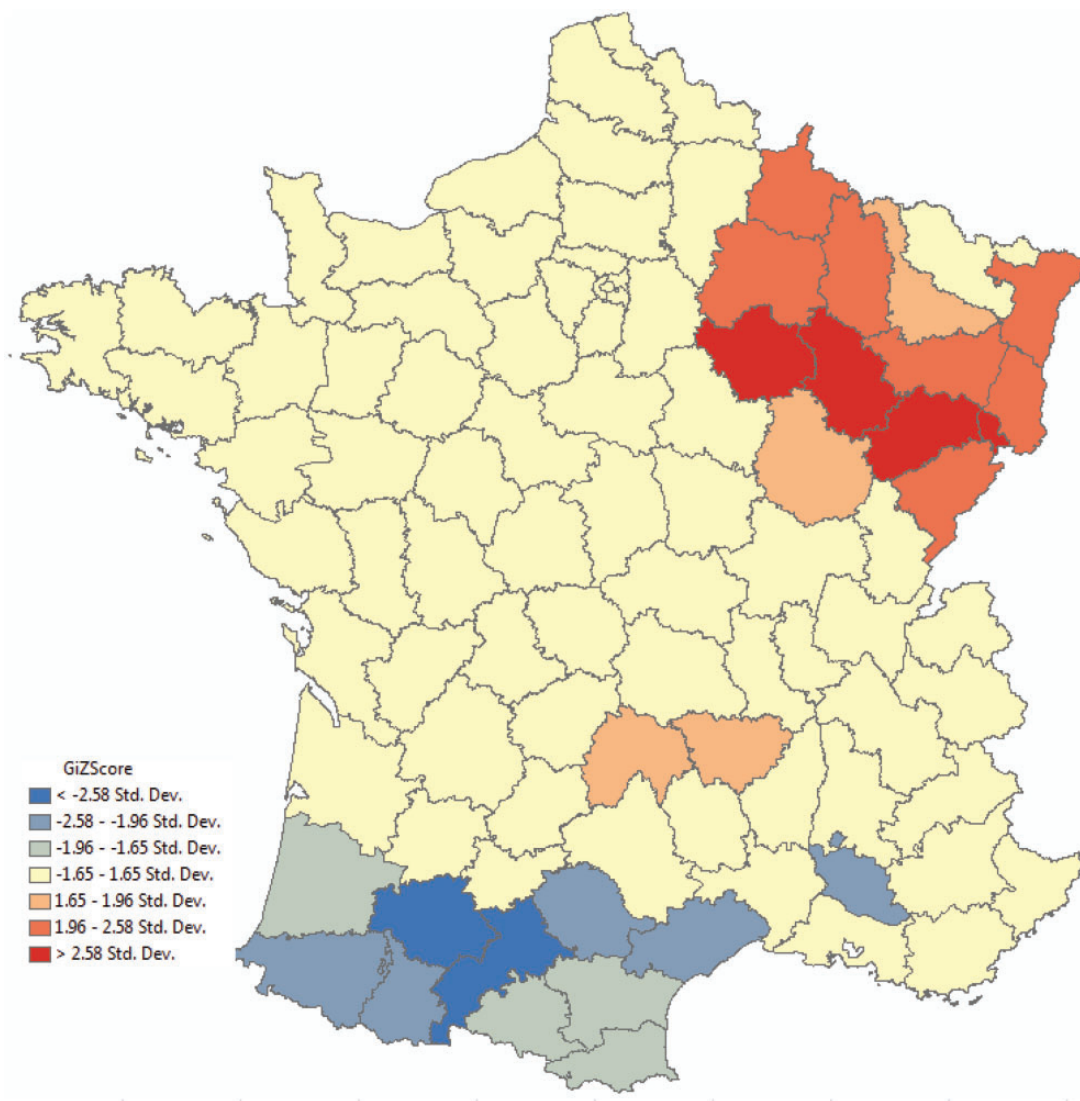 GiZScore
< -2.58 Std. Dev.
-2.58 - -1.96 Std. Dev.
-1.96 - -1.65 Std. Dev.
-1.65 - 1.65 Std. Dev.
1.65 - 1.96 Std. Dev.
1.96 - 2.58 Std. Dev.
> 2.58 Std. Dev.